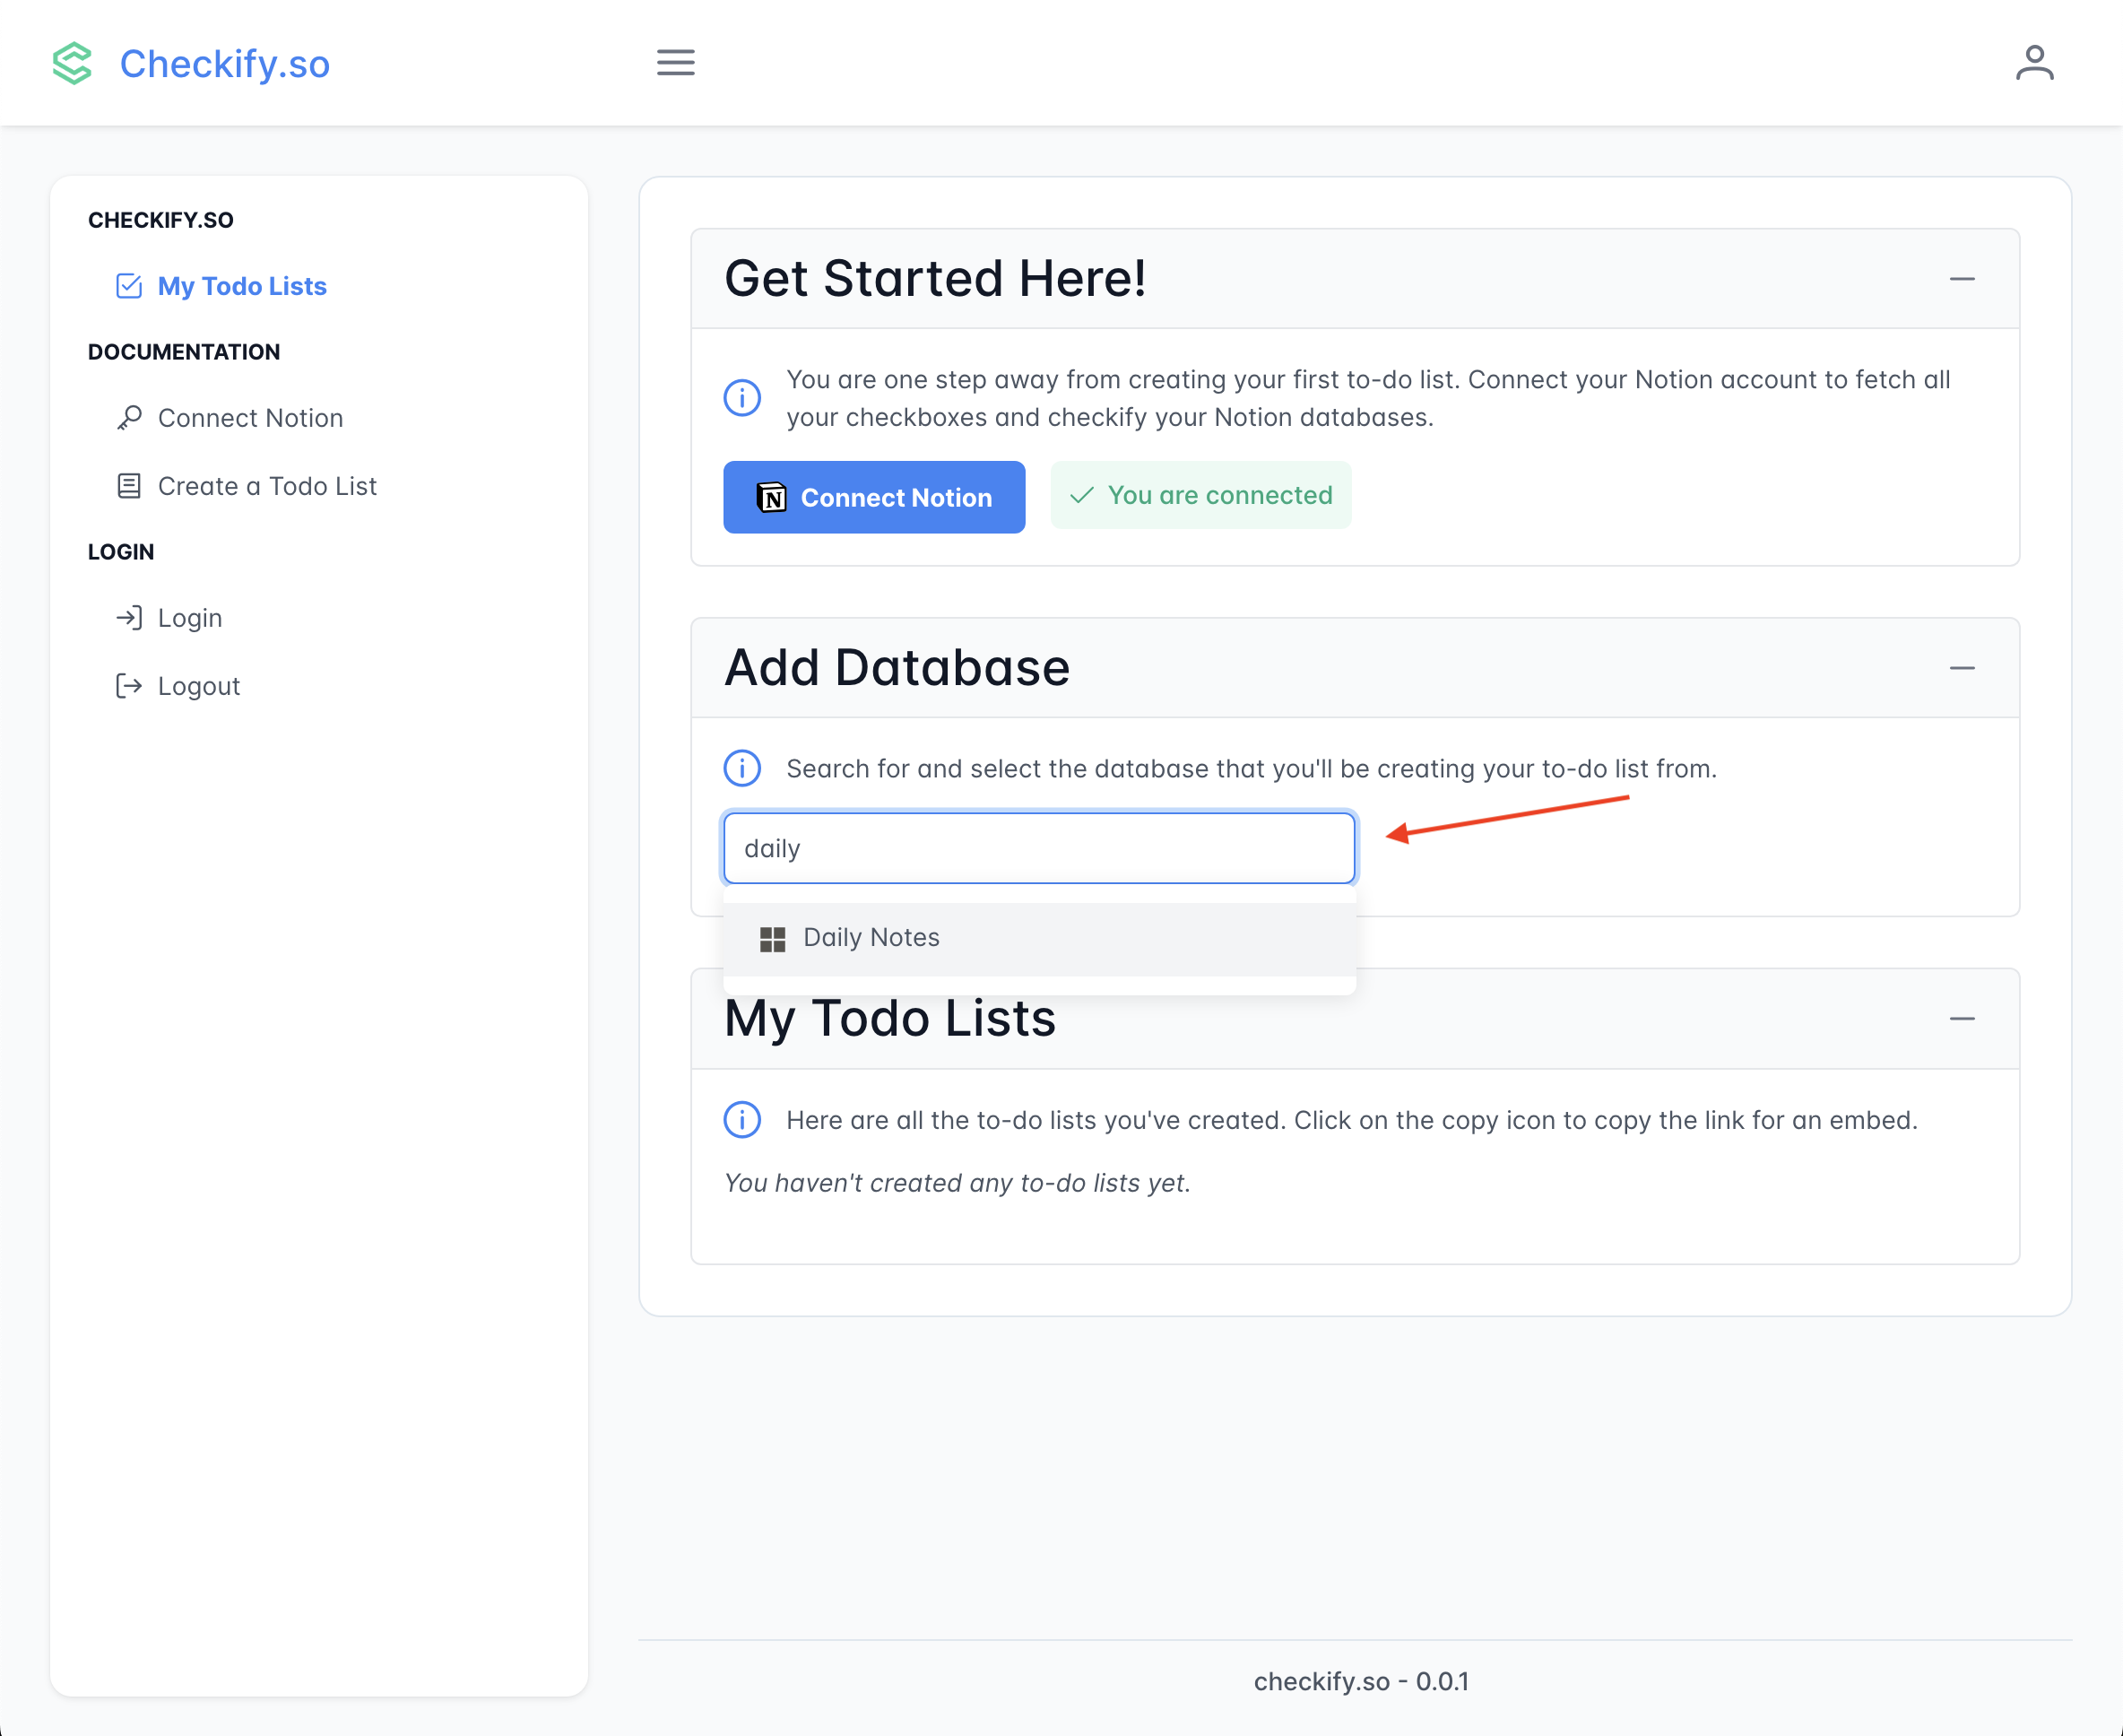 Checkify.so
CHECKIFY.SO
My Todo Lists
DOCUMENTATION
Connect Notion
Create a Todo List
LOGIN
Login
Logout
Get Started Here!
You are one step away from creating your first to-do list. Connect your Notion account to fetch all
your checkboxes and checkify your Notion databases.
Connect Notion
You are connected
Add Database
Search for and select the database that you'll be creating your to-do list from.
daily
Daily Notes
My Todo Lists
Here are all the to-do lists you've created. Click on the copy icon to copy the link for an embed.
You haven't created any to-do lists yet.
checkify.so - 0.0.1